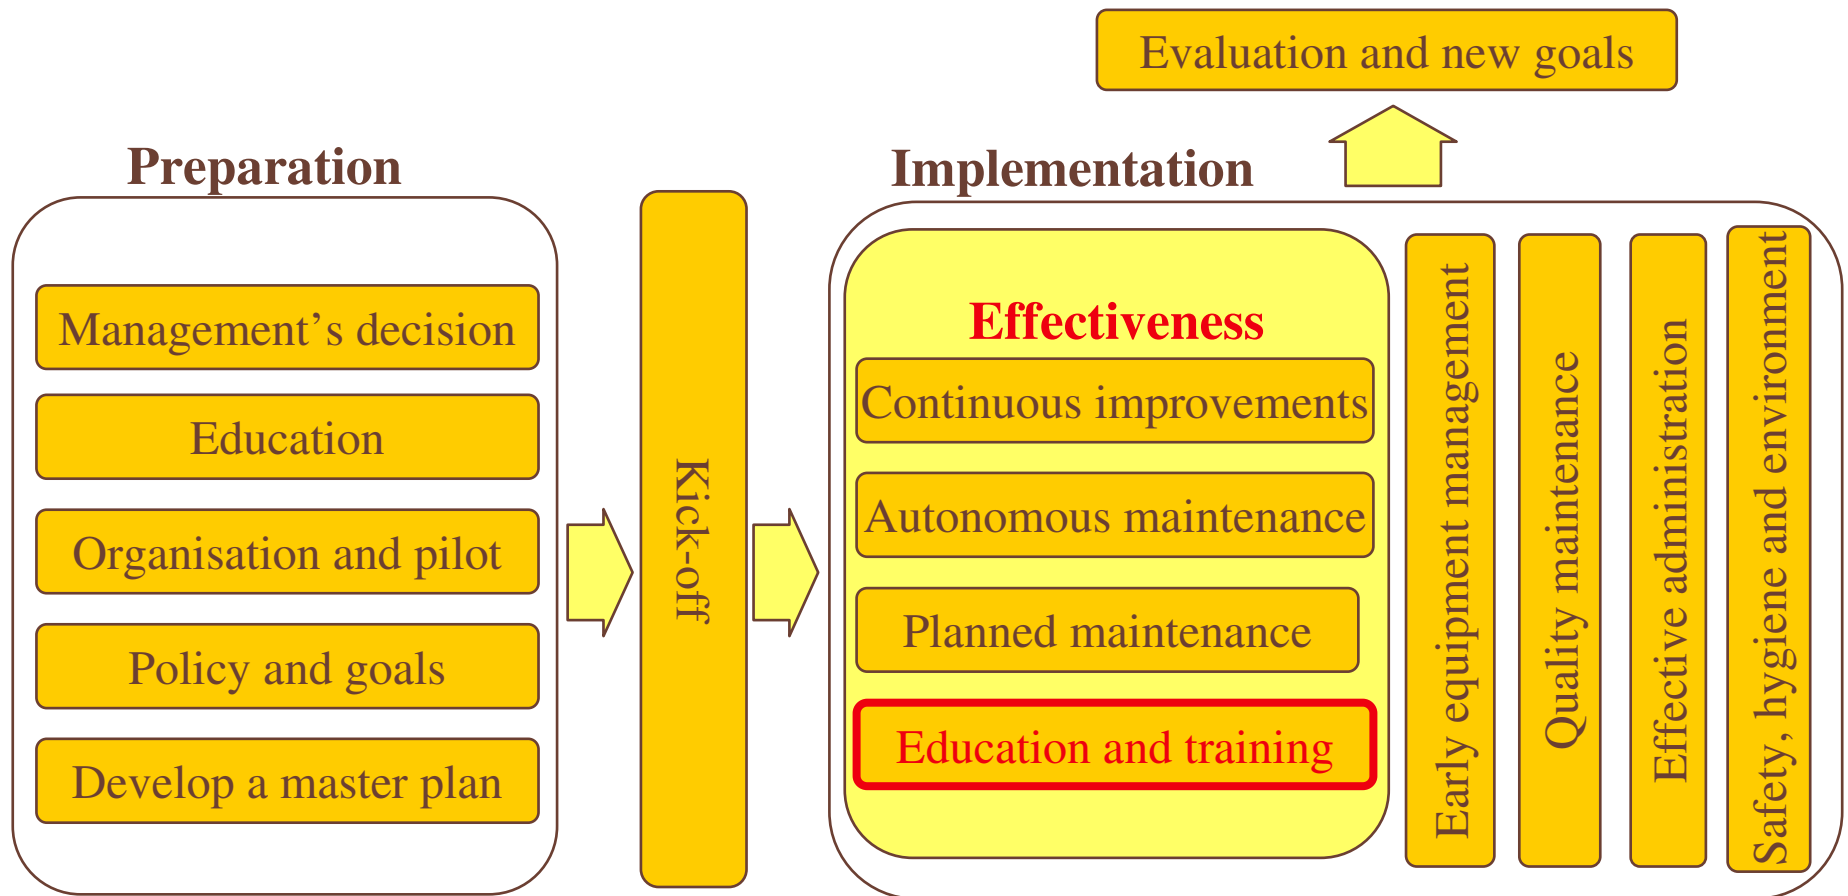 Evaluation and new goals
Preparation
Management’s decision
Education
Organisation and pilot
Policy and goals
Develop a master plan
Kick-off
Implementation
Effectiveness
Continuous improvements
Autonomous maintenance
Planned maintenance
Education and training
Early equipment management
Quality maintenance
Effective administration
Safety, hygiene and environment